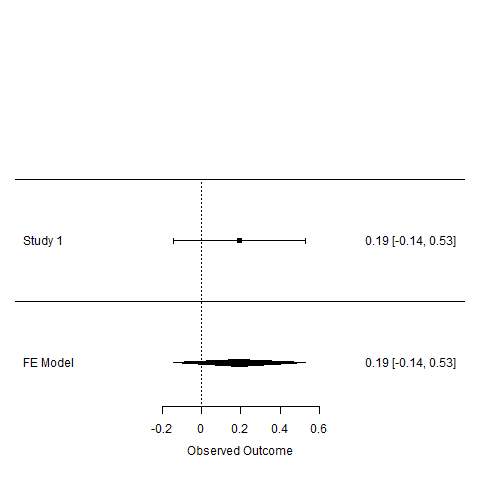 Study 1 0.19 [-0.14, 0.53]
FE Model 0.19 [-0.14, 0.53]
-0.2 0 0.2 0.4 0.6
Observed Outcome